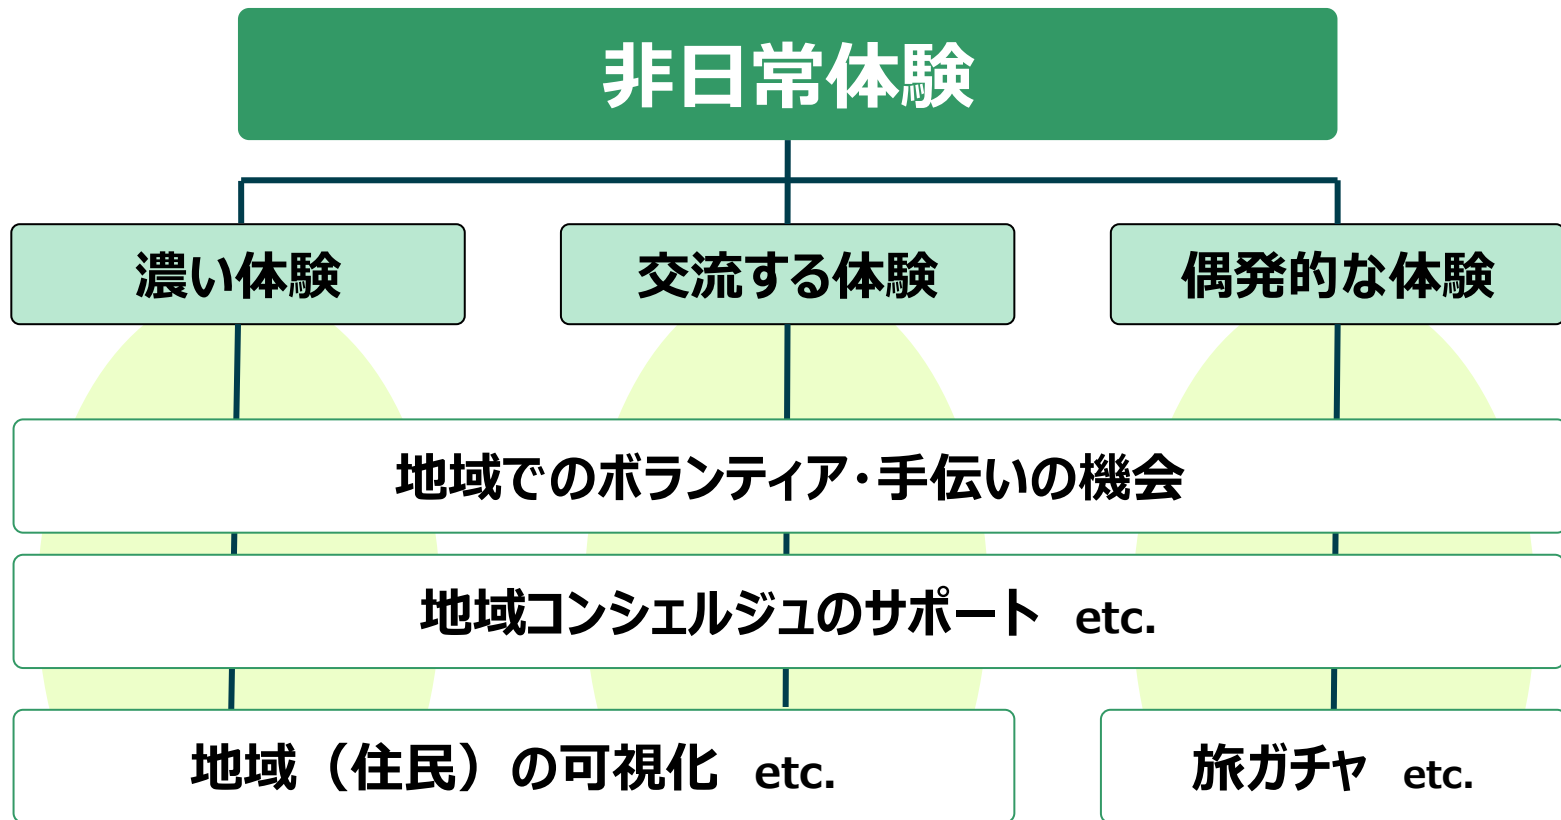 非日常体験
濃い体験
交流する体験
偶発的な体験
地域でのボランティア・手伝いの機会
地域コンシェルジュのサポート etc.
地域（住民）の可視化 etc.
旅ガチャ etc.